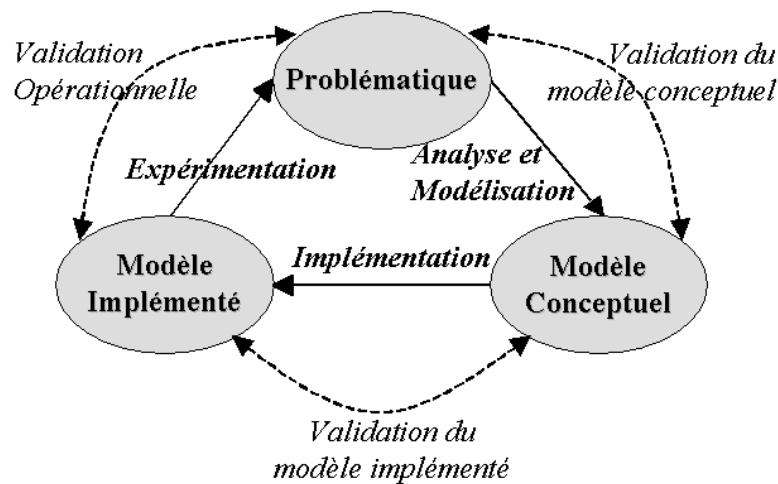 Validation
Opérationnelle
Problématique
Validation du
modèle conceptuel
Expérimentation
Analyse et
Modélisation
Modèle
Implémenté
Implémentation
Modèle
Conceptuel
Validation du
modèle implémenté